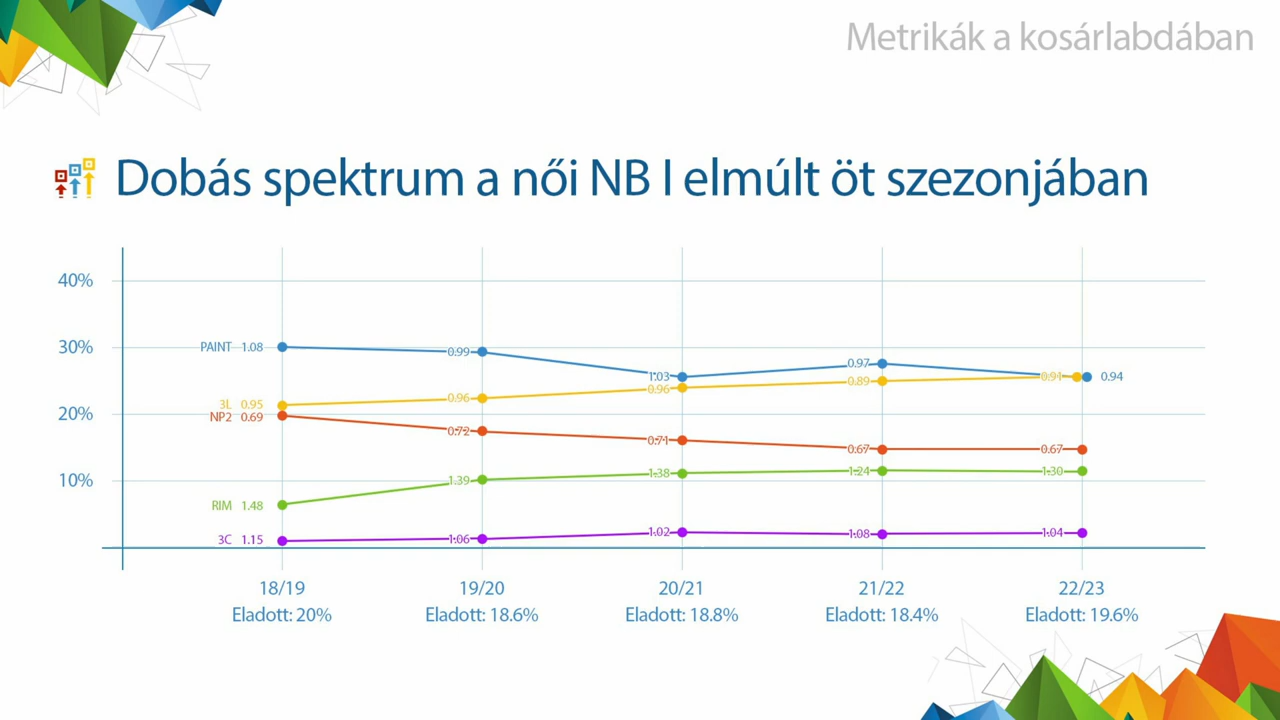 Metrikák a kosárlabdában
Dobás spektrum a női NB I elmúlt öt szezonjában
40%
30%
20%
10%
PAINT 1.08 0.99 1.03 0.97 0.94
3L 0.95 0.96 0.96 0.89 0.91
NP2 0.69 0.72 0.71 0.67 0.67
RIM 1.48 1.39 1.38 1.24 1.30
3C 1.15 1.06 1.02 1.08 1.04
18/19 19/20 20/21 21/22 22/23
Eladott: 20% Eladott: 18.6% Eladott: 18.8% Eladott: 18.4% Eladott: 19.6%